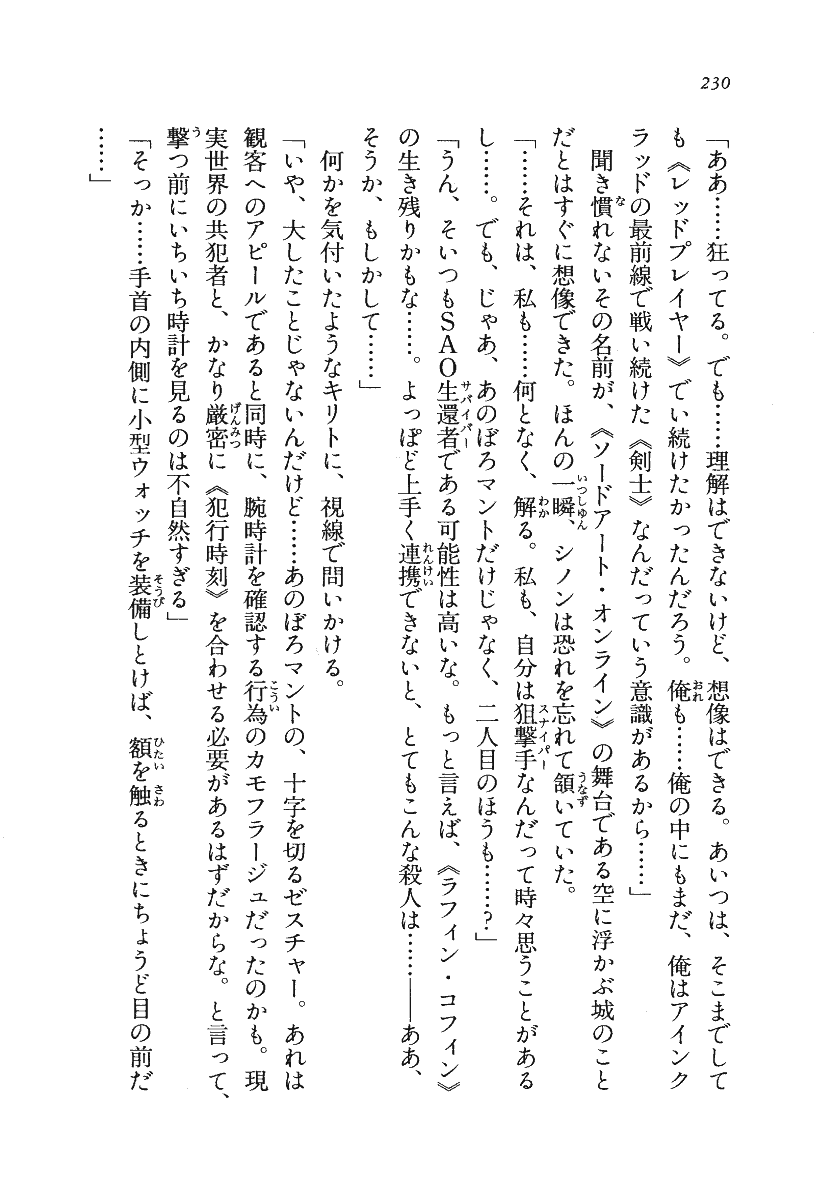 230
「ああ……狂ってる。でも……理解はできないけど、想像はできる。あいつは、そこまでして
も《レッドプレイヤー》でい続けたかったんだろう。俺も……俺の中にもまだ、俺はアインク
ラッドの最前線で戦い続けた《剣士》なんだっていう意識があるから……」
　聞き慣れないその名前が、《ソードアート・オンライン》の舞台である空に浮かぶ城のこと
だとはすぐに想像できた。ほんの一瞬、シノンは恐れを忘れて頷いていた。
「……それは、私も……何となく、解る。私も、自分は狙撃手なんだって時々思うことがある
し……。でも、じゃあ、あのぼろマントだけじゃなく、二人目のほうも……？」
「うん、そいつもＳＡＯ生還者である可能性は高いな。もっと言えば、《ラフィン・コフィン》
の生き残りかもな……。よっぽど上手く連携できないと、とてもこんな殺人は……――ああ、
そうか、もしかして……」
　何かを気付いたようなキリトに、視線で問いかける。
「いや、大したことじゃないんだけど……あのぼろマントの、十字を切るゼスチャー。あれは
観客へのアピールであると同時に、腕時計を確認する行為のカモフラージュだったのかも。現
実世界の共犯者と、かなり厳密に《犯行時刻》を合わせる必要があるはずだからな。と言って、
撃つ前にいちいち時計を見るのは不自然すぎる」
「そっか……手首の内側に小型ウォッチを装備しとけば、額を触るときにちょうど目の前だ
……」